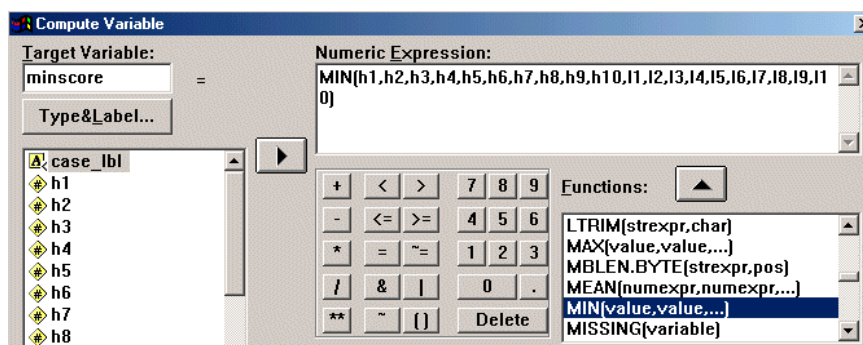 Compute Variable
Target Variable:
minscore
=
Type&Label...
case_lbl
h1
h2
h3
h4
h5
h6
h7
h8
Numeric Expression:
MIN(h1,h2,h3,h4,h5,h6,h7,h8,h9,h10,l1,l2,l3,l4,l5,l6,l7,l8,l9,l1
0)
+ < > 7 8 9
- <= >= 4 5 6
* = ~= 1 2 3
/ & | 0 .
** ~ () Delete
Functions:
LTRIM(strexpr,char)
MAX(value,value,...)
MBLEN.BYTE(strexpr,pos)
MEAN(numexpr,numexpr,...)
MIN(value,value,...)
MISSING(variable)